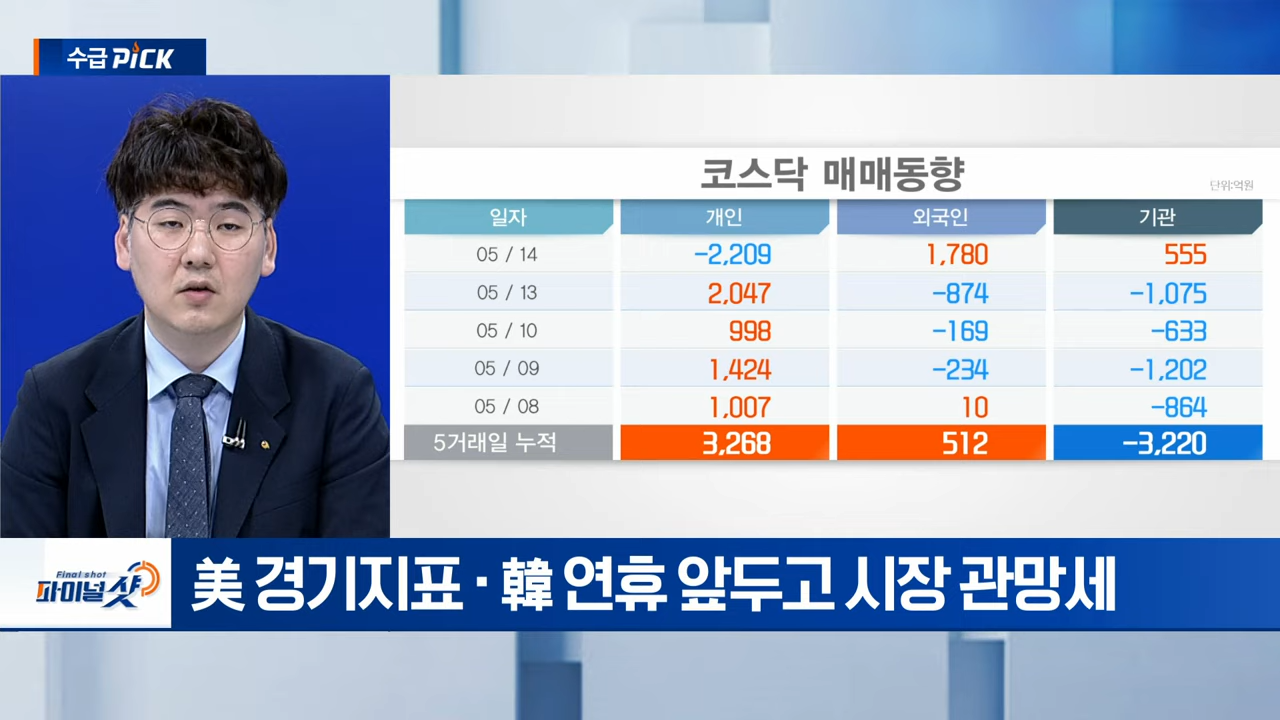 수급 PiCK
코스닥 매매동향
단위:억원
일자 개인 외국인 기관
05 / 14 -2,209 1,780 555
05 / 13 2,047 -874 -1,075
05 / 10 998 -169 -633
05 / 09 1,424 -234 -1,202
05 / 08 1,007 10 -864
5거래일 누적 3,268 512 -3,220
Final shot
파이널 샷
美 경기지표·韓 연휴 앞두고 시장 관망세